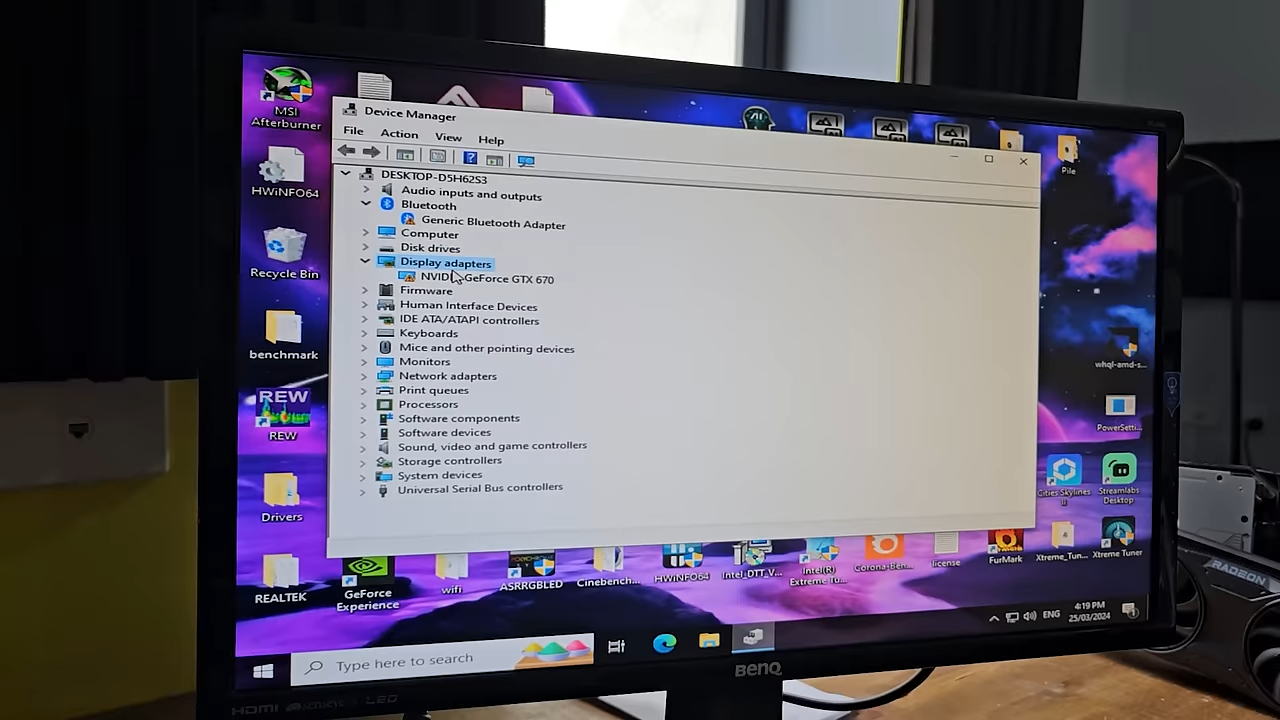 MSI
Afterburner
HWiNFO64
Recycle Bin
benchmark
REW
REW
Drivers
REALTEK
Device Manager
File Action View Help
DESKTOP-D5H62S3
Audio inputs and outputs
Bluetooth
Generic Bluetooth Adapter
Computer
Disk drives
Display adapters
NVIDI GeForce GTX 670
Firmware
Human Interface Devices
IDE ATA/ATAPI controllers
Keyboards
Mice and other pointing devices
Monitors
Network adapters
Print queues
Processors
Software components
Software devices
Sound, video and game controllers
Storage controllers
System devices
Universal Serial Bus controllers
AI
Pile
whql-amd-s...
PowerSetti...
Cities Skylines
II
Streamlabs
Desktop
GeForce
Experience
wifi
ASRRGBLED
Cinebench...
HWiNFO64
Intel_DTT_V...
Intel(R)
Extreme Tu...
Corona-Ben...
license
FurMark
Xtreme_Tun...
Xtreme Tuner
Type here to search
ENG
4:19 PM
25/03/2024
BenQ
HDMI
LED
RADEON